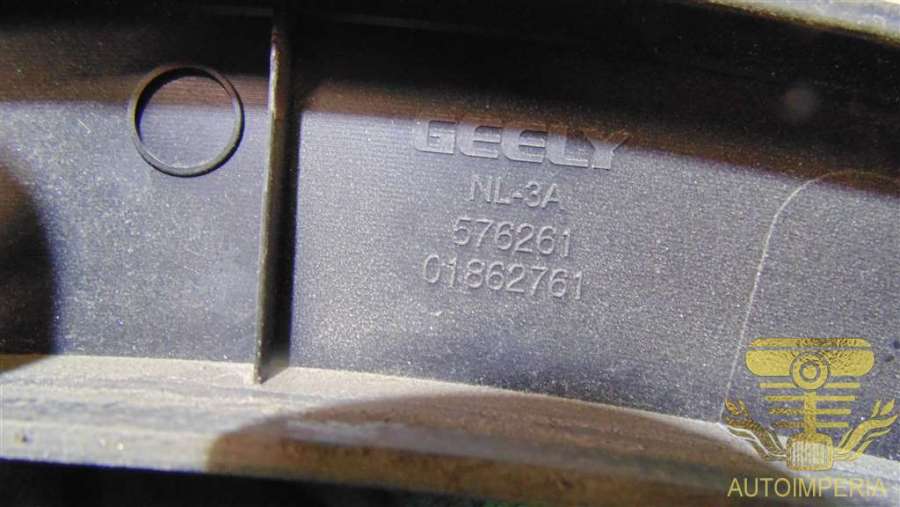 GEELY
NL-3A
576261
01862761
AUTOIMPERIA